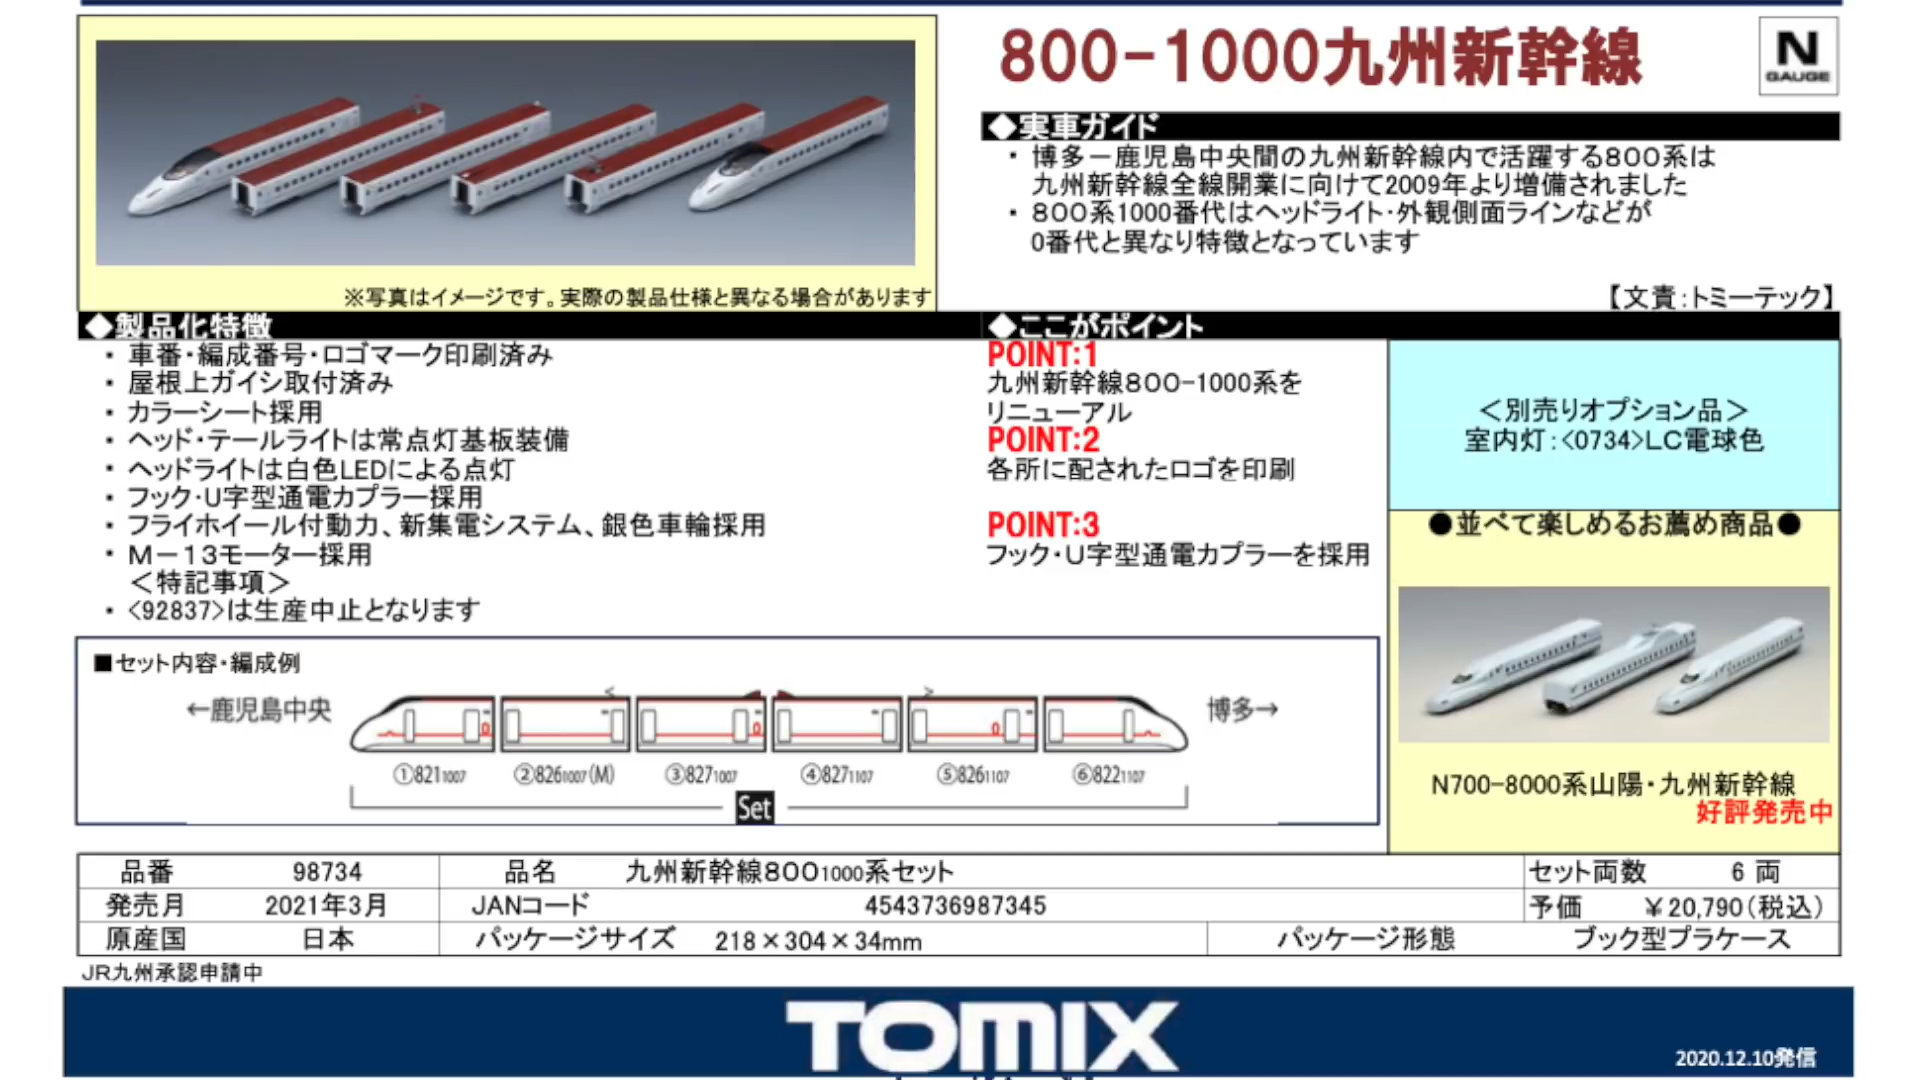 800-1000九州新幹線
N
GAUGE
※写真はイメージです。実際の製品仕様と異なる場合があります
◆実車ガイド
・ 博多－鹿児島中央間の九州新幹線内で活躍する800系は
九州新幹線全線開業に向けて2009年より増備されました
・ 800系1000番代はヘッドライト・外観側面ラインなどが
0番代と異なり特徴となっています
【文責：トミーテック】
◆製品化特徴
・ 車番・編成番号・ロゴマーク印刷済み
・ 屋根上ガイシ取付済み
・ カラーシート採用
・ ヘッド・テールライトは常点灯基板装備
・ ヘッドライトは白色LEDによる点灯
・ フック・U字型通電カプラー採用
・ フライホイール付動力、新集電システム、銀色車輪採用
・ M－13モーター採用
＜特記事項＞
・ <92837>は生産中止となります
◆ここがポイント
POINT:1
九州新幹線800-1000系を
リニューアル
POINT:2
各所に配されたロゴを印刷
POINT:3
フック・U字型通電カプラーを採用
＜別売りオプション品＞
室内灯：<0734>LC電球色
●並べて楽しめるお薦め商品●
N700-8000系山陽・九州新幹線
好評発売中
■セット内容・編成例
←鹿児島中央
博多→
①8211007 ②8261007(M) ③8271007 ④8271107 ⑤8261107 ⑥8221107
Set
品番 98734 品名 九州新幹線8001000系セット セット両数 6 両
発売月 2021年3月 JANコード 4543736987345 予価 ￥20,790（税込）
原産国 日本 パッケージサイズ 218×304×34mm パッケージ形態 ブック型プラケース
JR九州承認申請中
TOMIX
2020.12.10発信